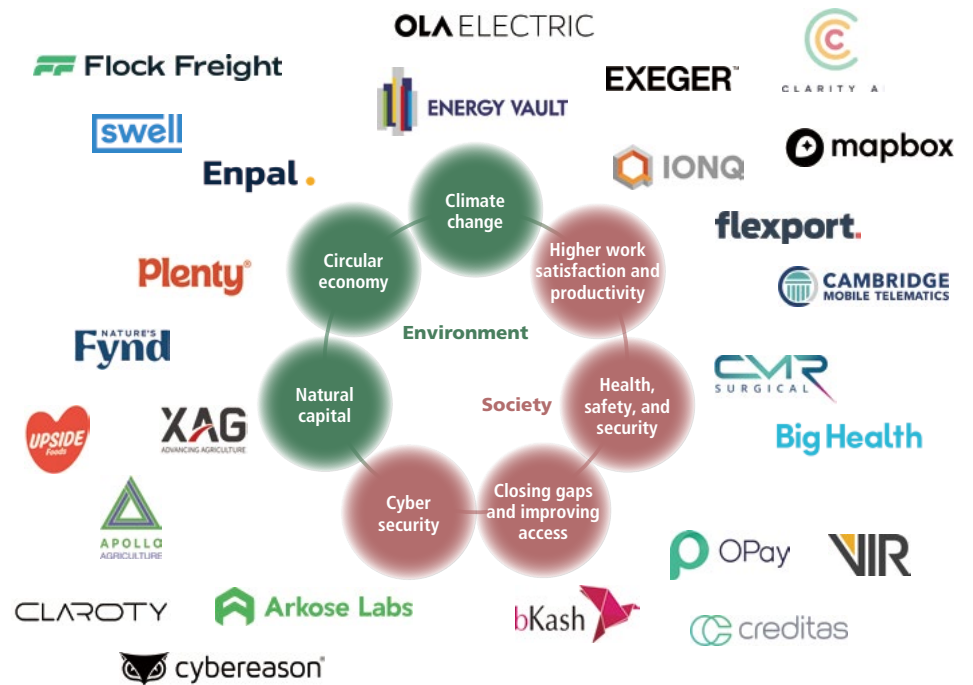 OLA ELECTRIC
Flock Freight
EXEGER™
CLARITY A
ENERGY VAULT
swell
mapbox
Enpal.
IONQ
Climate
change
flexport.
Higher work
satisfaction and
productivity
Circular
economy
Plenty®
CAMBRIDGE
MOBILE TELEMATICS
Environment
NATURE'S
Fynd
CMR
SURGICAL
Natural
capital
Society
Health,
safety, and
security
UPSIDE
Foods
XAG
ADVANCING AGRICULTURE
Big Health
Cyber
security
Closing gaps
and improving
access
APOLLO
AGRICULTURE
OPay
VIR
CLAROTY
Arkose Labs
bKash
creditas
cybereason®